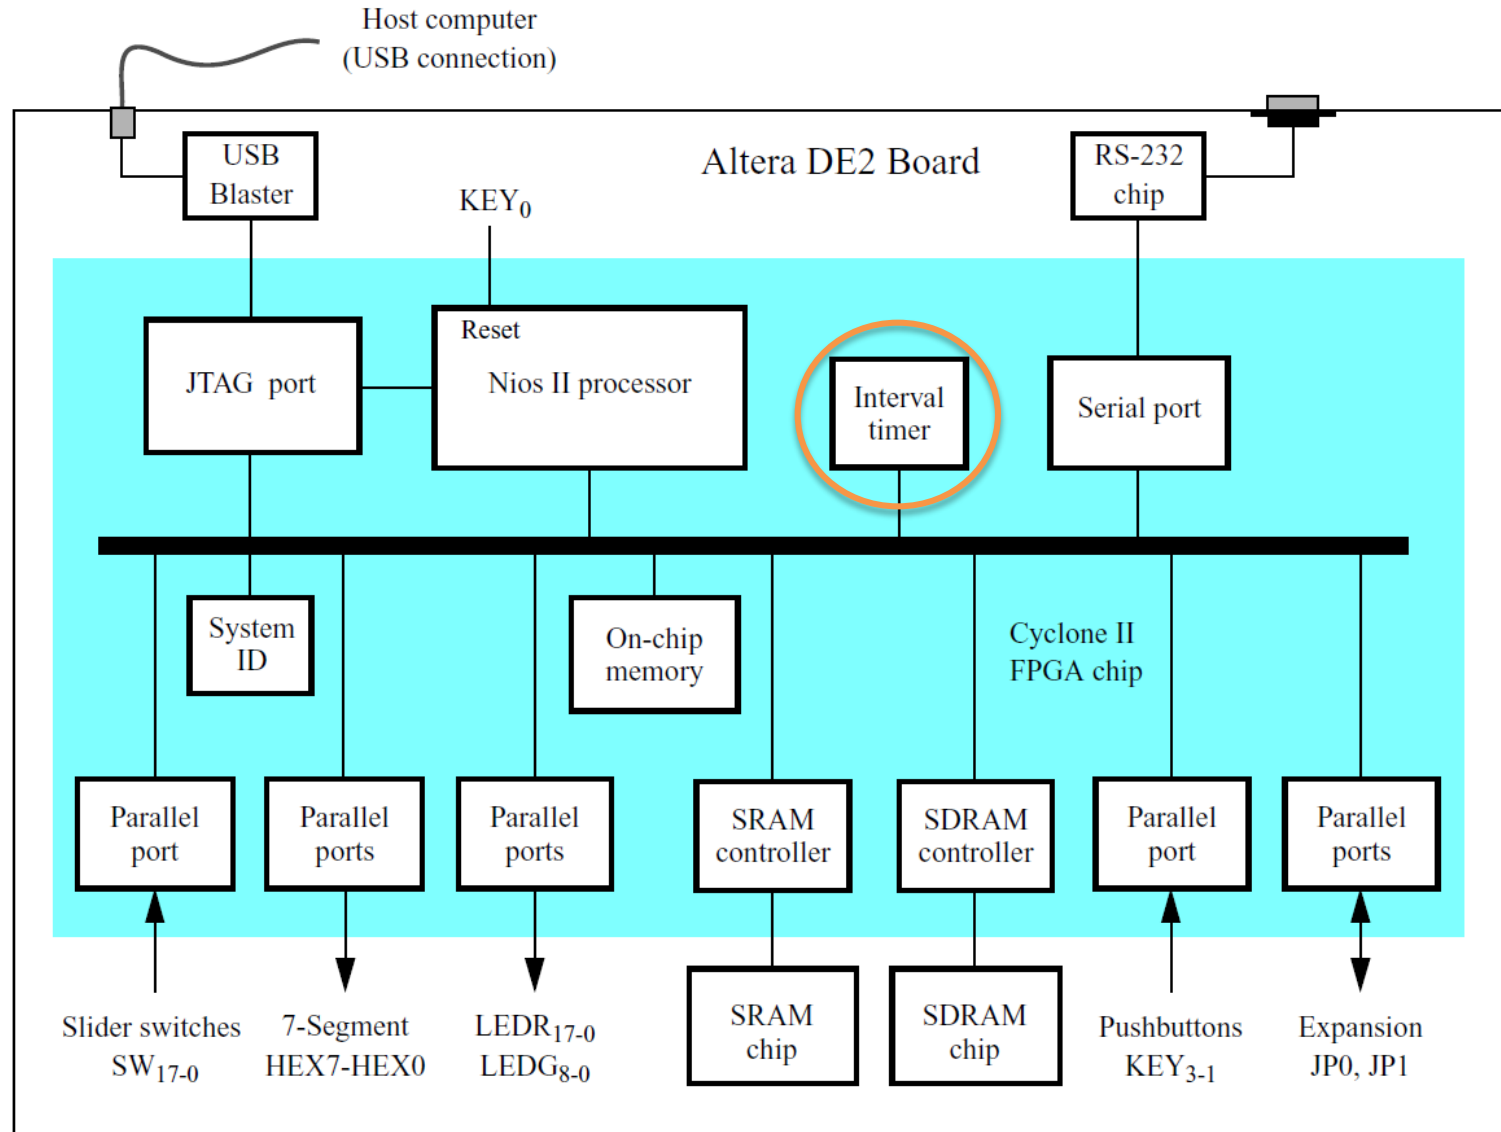 Host computer
(USB connection)
USB
Blaster
Altera DE2 Board
RS-232
chip
KEY0
Reset
JTAG port
Nios II processor
Interval
timer
Serial port
System
ID
On-chip
memory
Cyclone II
FPGA chip
Parallel
port
Parallel
ports
Parallel
ports
SRAM
controller
SDRAM
controller
Parallel
port
Parallel
ports
Slider switches
SW17-0
7-Segment
HEX7-HEX0
LEDR17-0
LEDG8-0
SRAM
chip
SDRAM
chip
Pushbuttons
KEY3-1
Expansion
JP0, JP1